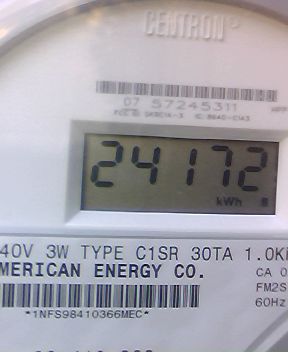 CENTRON®
07 57245311
24172
kWh
40V 3W TYPE C1SR 30TA 1.0K
MERICAN ENERGY CO.
CA 0
FM2S
60Hz
*1NFS98410366MEC*